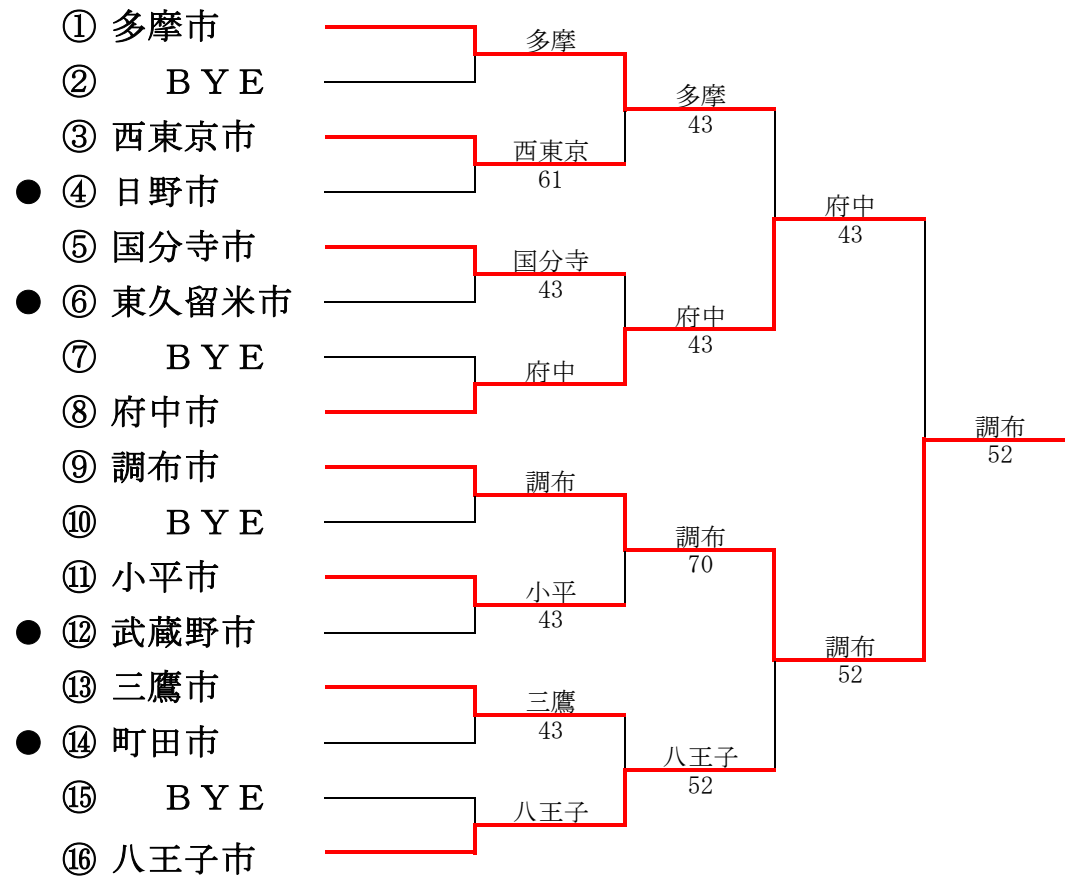 ① 多摩市
② ＢＹＥ
③ 西東京市
● ④ 日野市
⑤ 国分寺市
● ⑥ 東久留米市
⑦ ＢＹＥ
⑧ 府中市
⑨ 調布市
⑩ ＢＹＥ
⑪ 小平市
● ⑫ 武蔵野市
⑬ 三鷹市
● ⑭ 町田市
⑮ ＢＹＥ
⑯ 八王子市
多摩
西東京
61
国分寺
43
府中
調布
小平
43
三鷹
43
八王子
多摩
43
府中
43
調布
70
八王子
52
府中
43
調布
52
調布
52